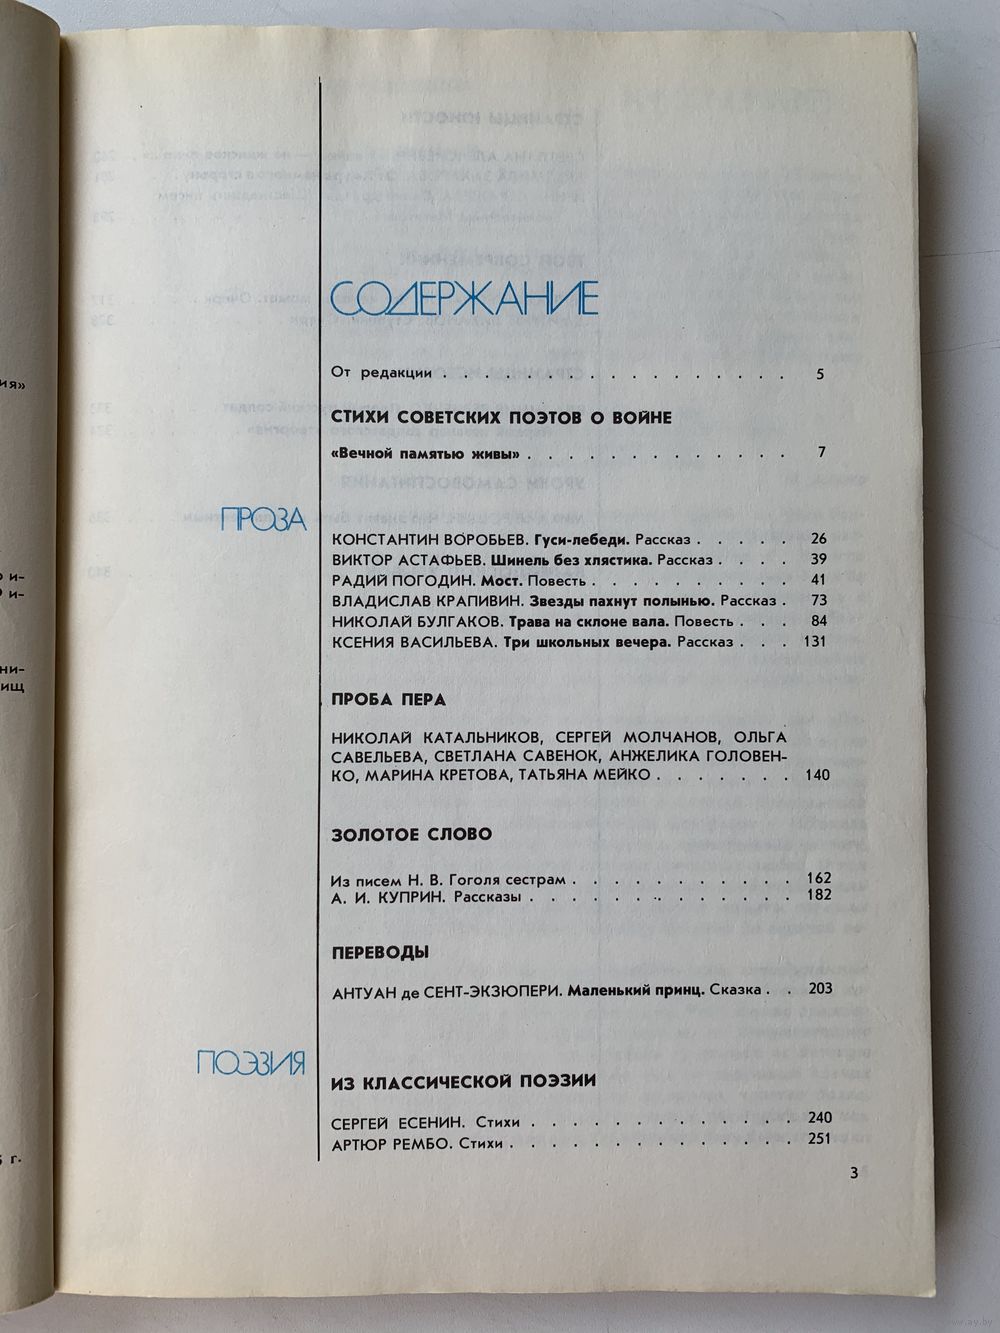 СОДЕРЖАНИЕ
От редакции . . . . . . . . . . . . . . . . 5
СТИХИ СОВЕТСКИХ ПОЭТОВ О ВОЙНЕ
«Вечной памятью живы» . . . . . . . . . . . . . 7
ПРОЗА
КОНСТАНТИН ВОРОБЬЕВ. Гуси-лебеди. Рассказ . . . . . 26
ВИКТОР АСТАФЬЕВ. Шинель без хлястика. Рассказ . . . . 39
РАДИЙ ПОГОДИН. Мост. Повесть . . . . . . . . 41
ВЛАДИСЛАВ КРАПИВИН. Звезды пахнут полынью. Рассказ . 73
НИКОЛАЙ БУЛГАКОВ. Трава на склоне вала. Повесть . . . 84
КСЕНИЯ ВАСИЛЬЕВА. Три школьных вечера. Рассказ . . . 131
ПРОБА ПЕРА
НИКОЛАЙ КАТАЛЬНИКОВ, СЕРГЕЙ МОЛЧАНОВ, ОЛЬГА
САВЕЛЬЕВА, СВЕТЛАНА САВЕНОК, АНЖЕЛИКА ГОЛОВЕН-
КО, МАРИНА КРЕТОВА, ТАТЬЯНА МЕЙКО . . . . . . . 140
ЗОЛОТОЕ СЛОВО
Из писем Н. В. Гоголя сестрам . . . . . . . . . . . 162
А. И. КУПРИН. Рассказы . . . . . . . . . . . . . 182
ПЕРЕВОДЫ
АНТУАН де СЕНТ-ЭКЗЮПЕРИ. Маленький принц. Сказка . . 203
ПОЭЗИЯ
ИЗ КЛАССИЧЕСКОЙ ПОЭЗИИ
СЕРГЕЙ ЕСЕНИН. Стихи . . . . . . . . . . . . . 240
АРТЮР РЕМБО. Стихи . . . . . . . . . . . . . . 251
3
www.ay.by